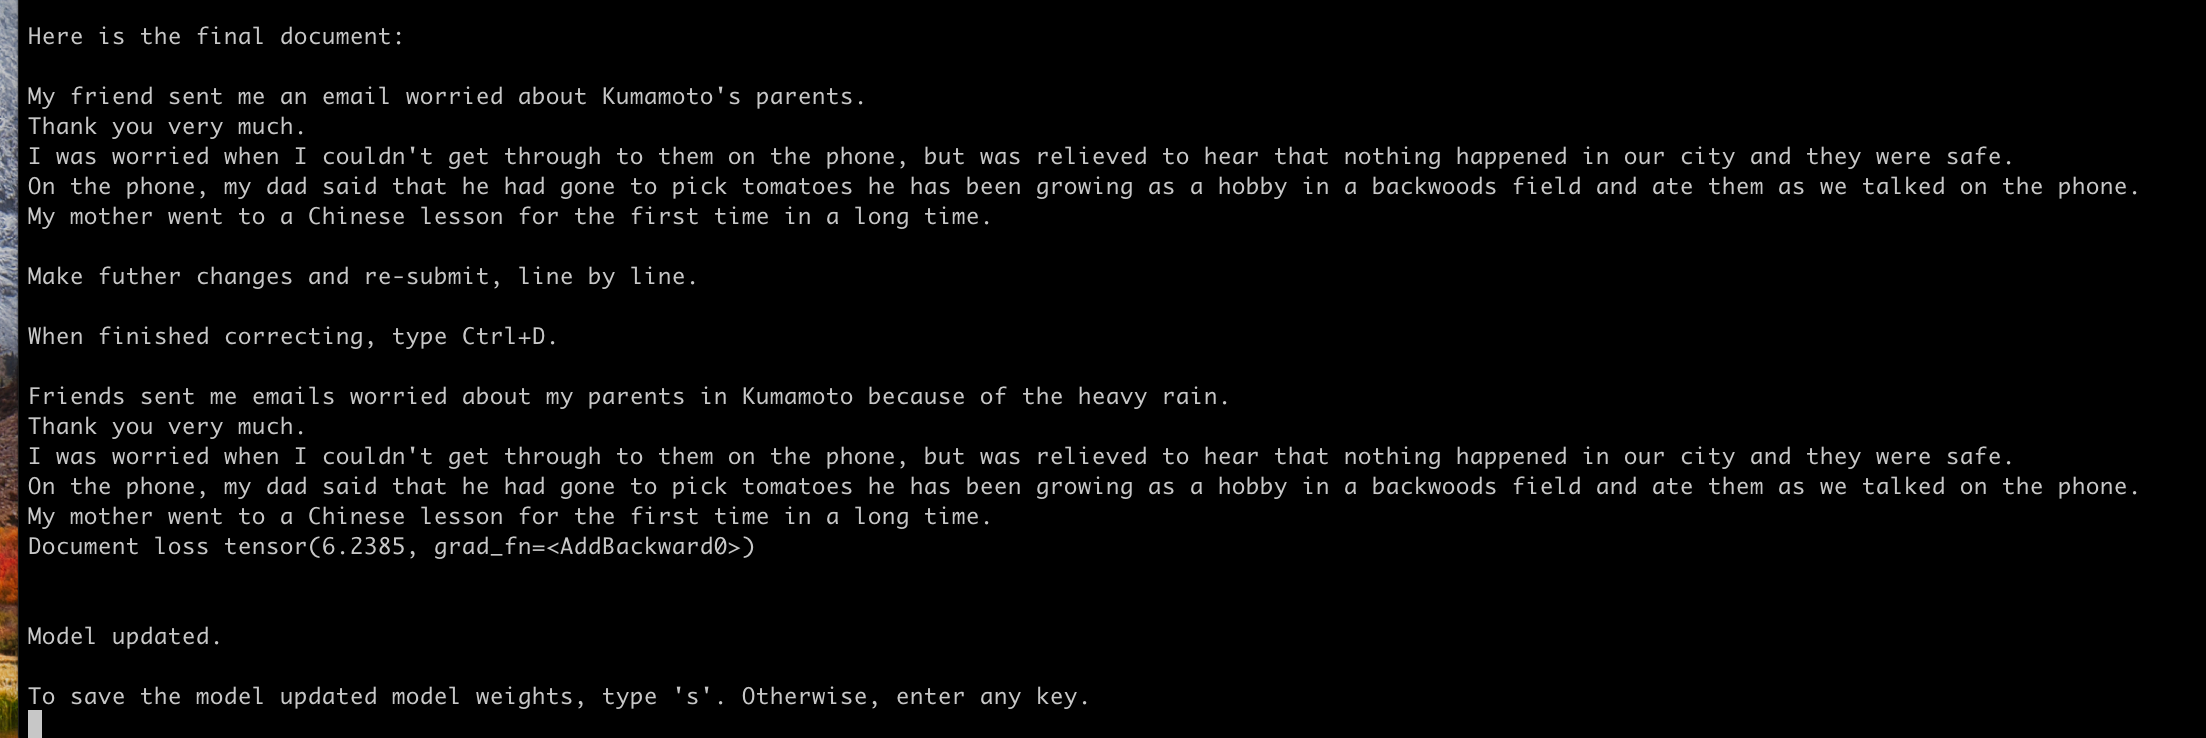 Here is the final document:
My friend sent me an email worried about Kumamoto's parents.
Thank you very much.
I was worried when I couldn't get through to them on the phone, but was relieved to hear that nothing happened in our city and they were safe.
On the phone, my dad said that he had gone to pick tomatoes he has been growing as a hobby in a backwoods field and ate them as we talked on the phone.
My mother went to a Chinese lesson for the first time in a long time.
Make futher changes and re-submit, line by line.
When finished correcting, type Ctrl+D.
Friends sent me emails worried about my parents in Kumamoto because of the heavy rain.
Thank you very much.
I was worried when I couldn't get through to them on the phone, but was relieved to hear that nothing happened in our city and they were safe.
On the phone, my dad said that he had gone to pick tomatoes he has been growing as a hobby in a backwoods field and ate them as we talked on the phone.
My mother went to a Chinese lesson for the first time in a long time.
Document loss tensor(6.2385, grad_fn=<AddBackward0>)
Model updated.
To save the model updated model weights, type 's'. Otherwise, enter any key.